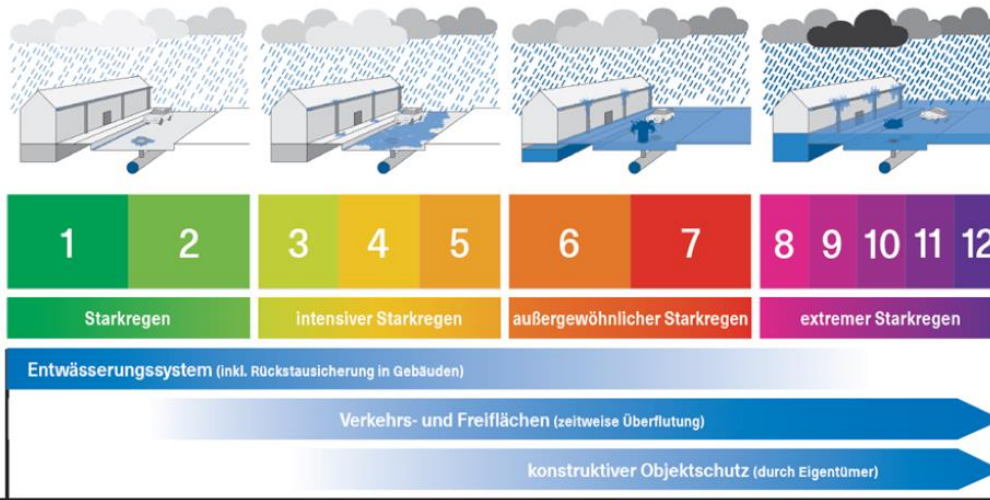 1 2 3 4 5 6 7 8 9 10 11 12
Starkregen intensiver Starkregen außergewöhnlicher Starkregen extremer Starkregen
Entwässerungssystem (inkl. Rückstausicherung in Gebäuden)
Verkehrs- und Freiflächen (zeitweise Überflutung)
konstruktiver Objektschutz (durch Eigentümer)